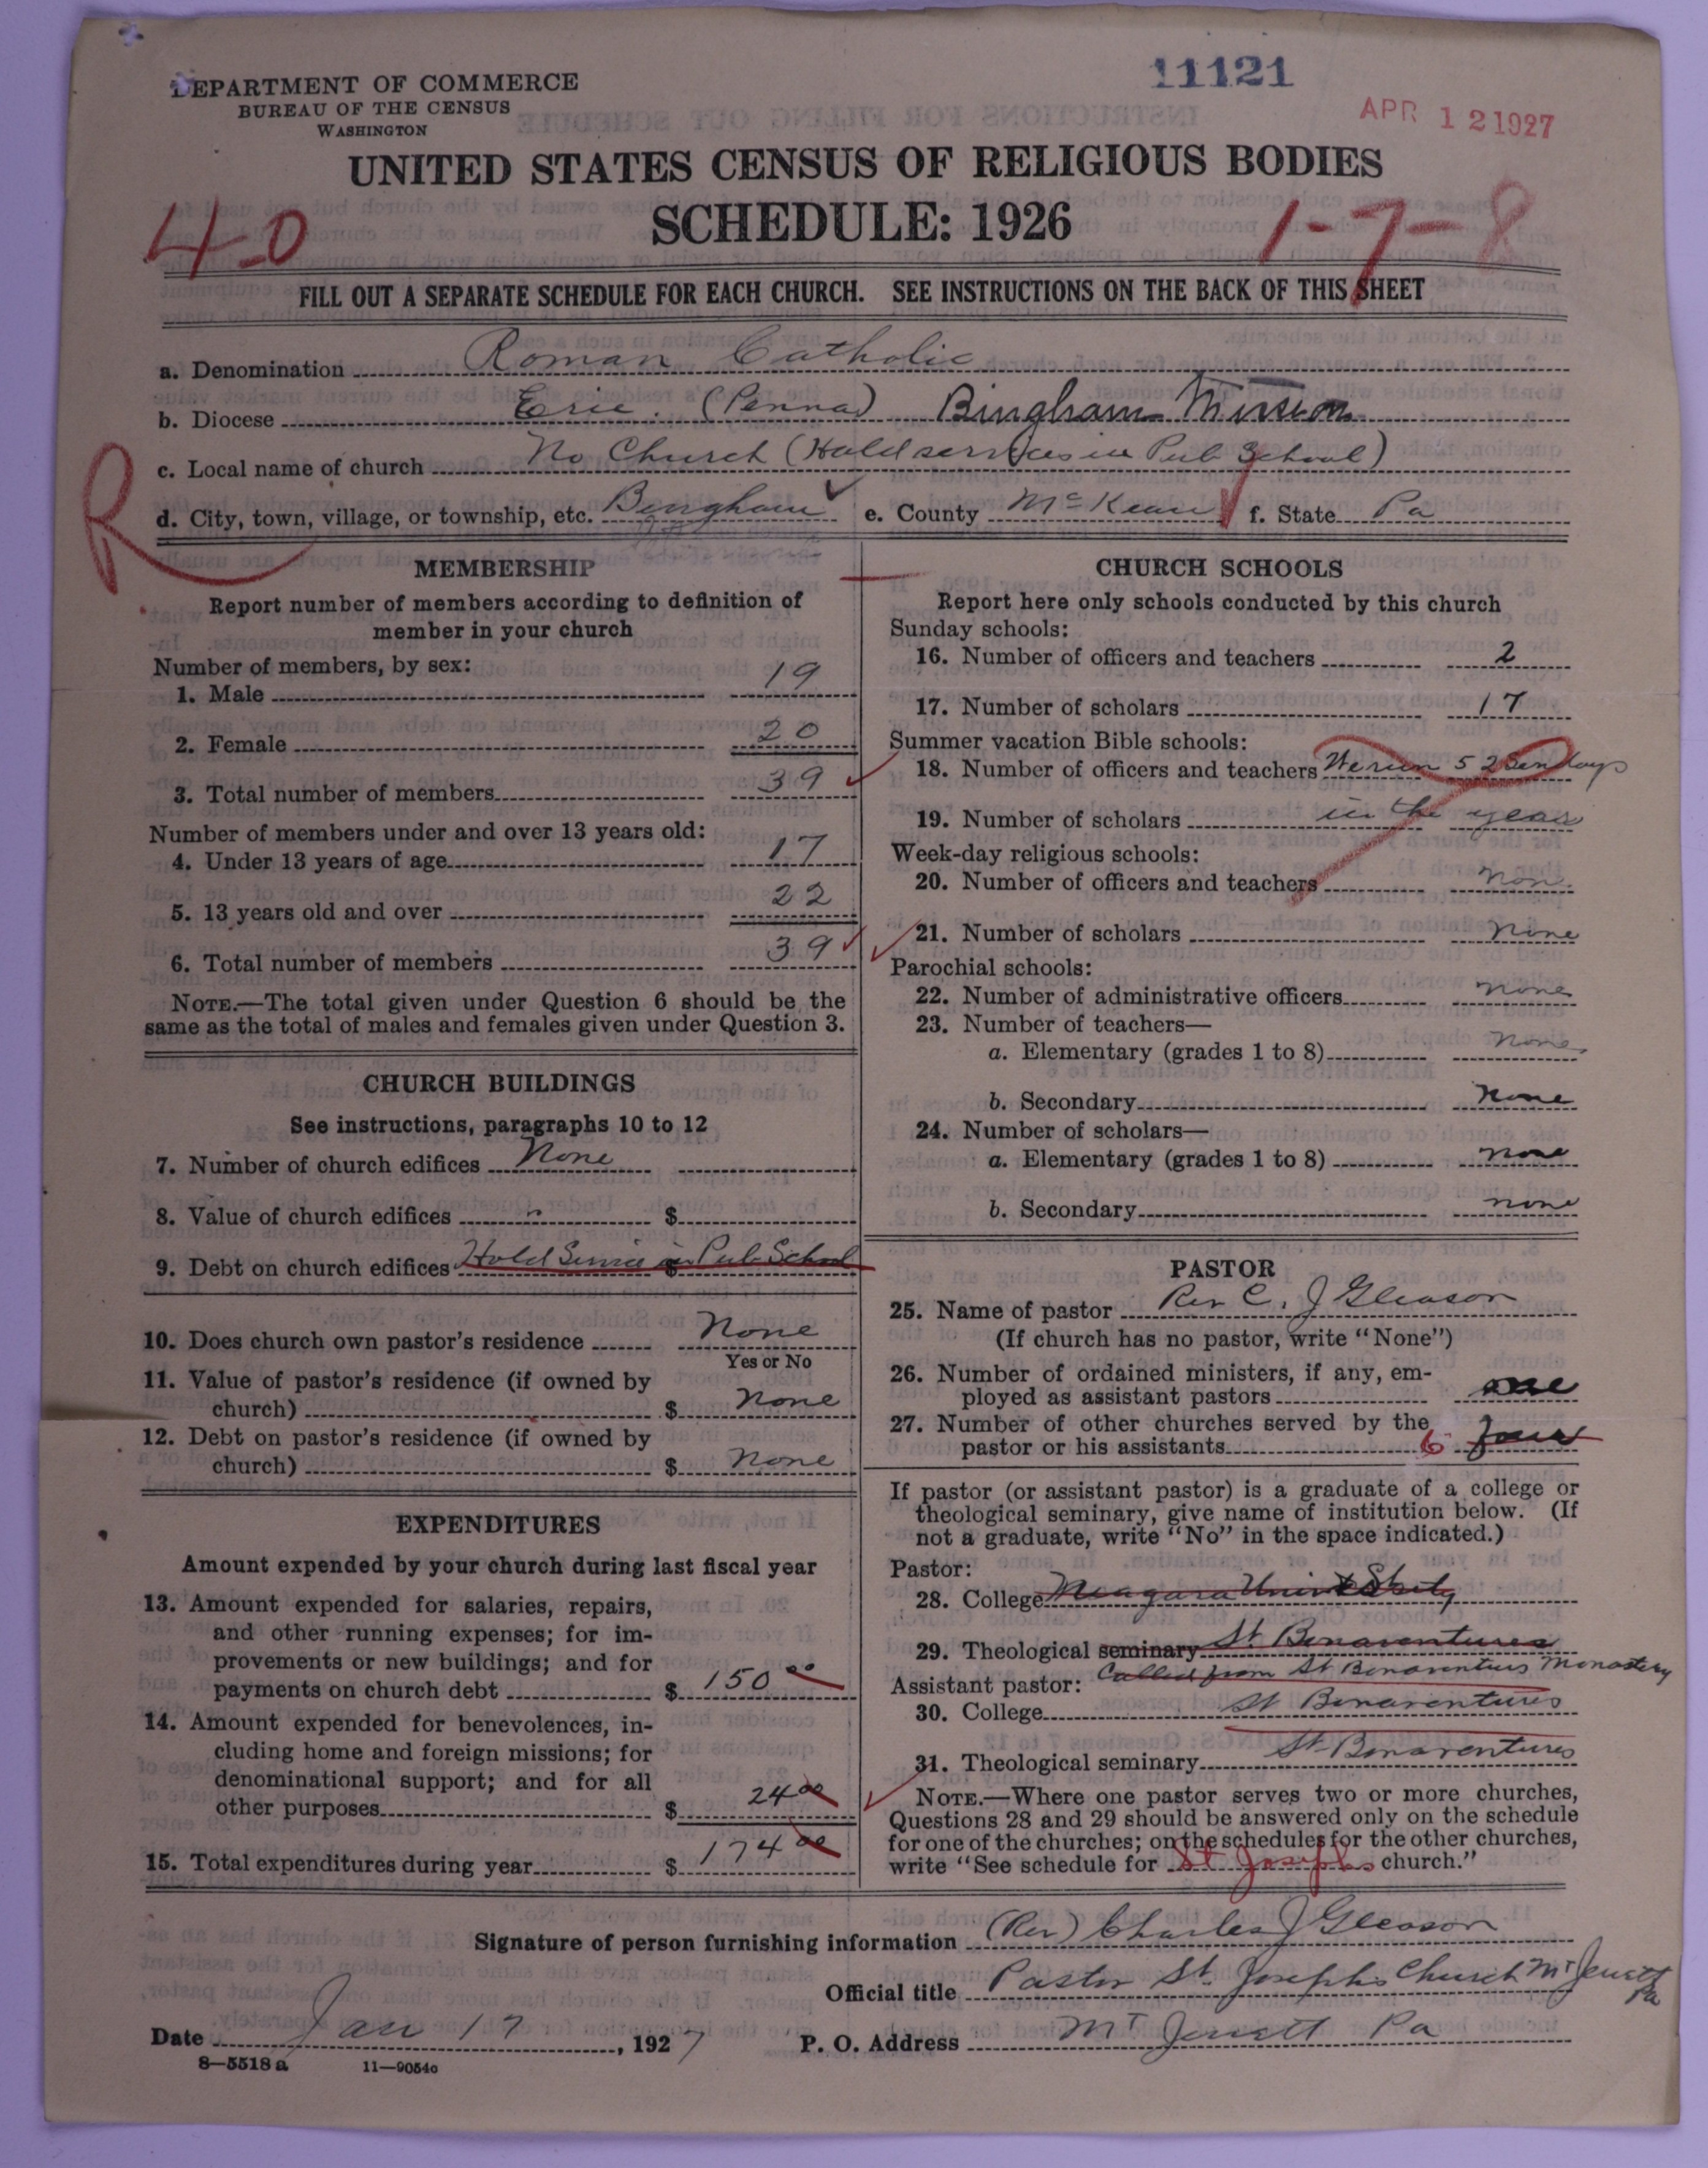 DEPARTMENT OF COMMERCE
BUREAU OF THE CENSUS
WASHINGTON
11121
APR 12 1927
UNITED STATES CENSUS OF RELIGIOUS BODIES
SCHEDULE: 1926
4-0
1-7-8
FILL OUT A SEPARATE SCHEDULE FOR EACH CHURCH. SEE INSTRUCTIONS ON THE BACK OF THIS SHEET
a. Denomination Roman Catholic
b. Diocese Erie. (Penna) Bingham Mission
c. Local name of church No Church (Hold services in Pub School)
R
d. City, town, village, or township, etc. Bingham e. County McKean f. State Pa
MEMBERSHIP
Report number of members according to definition of
member in your church
Number of members, by sex:
1. Male 19
2. Female 20
3. Total number of members 39
Number of members under and over 13 years old:
4. Under 13 years of age 17
5. 13 years old and over 22
6. Total number of members 39
NOTE.—The total given under Question 6 should be the
same as the total of males and females given under Question 3.
CHURCH BUILDINGS
See instructions, paragraphs 10 to 12
7. Number of church edifices None
8. Value of church edifices " $
9. Debt on church edifices Hold Service in Pub School $
10. Does church own pastor's residence None
Yes or No
11. Value of pastor's residence (if owned by
church) $ None
12. Debt on pastor's residence (if owned by
church) $ None
EXPENDITURES
Amount expended by your church during last fiscal year
13. Amount expended for salaries, repairs,
and other running expenses; for im-
provements or new buildings; and for
payments on church debt $ 150 00
14. Amount expended for benevolences, in-
cluding home and foreign missions; for
denominational support; and for all
other purposes $ 24 00
15. Total expenditures during year $ 174 00
CHURCH SCHOOLS
Report here only schools conducted by this church
Sunday schools:
16. Number of officers and teachers 2
17. Number of scholars 17
Summer vacation Bible schools:
18. Number of officers and teachers 52 Sundays
19. Number of scholars in the year
Week-day religious schools:
20. Number of officers and teachers None
21. Number of scholars None
Parochial schools:
22. Number of administrative officers None
23. Number of teachers—
a. Elementary (grades 1 to 8) None
b. Secondary None
24. Number of scholars—
a. Elementary (grades 1 to 8) None
b. Secondary none
PASTOR
25. Name of pastor Rev C. J Gleason
(If church has no pastor, write "None")
26. Number of ordained ministers, if any, em-
ployed as assistant pastors one
27. Number of other churches served by the
pastor or his assistants 6 four
If pastor (or assistant pastor) is a graduate of a college or
theological seminary, give name of institution below. (If
not a graduate, write "No" in the space indicated.)
Pastor:
28. College Niagara University
29. Theological seminary St Bonaventures
Assistant pastor: Called from St Bonaventures Monastery
30. College St Bonaventures
31. Theological seminary St Bonaventures
NOTE.—Where one pastor serves two or more churches,
Questions 28 and 29 should be answered only on the schedule
for one of the churches; on the schedules for the other churches,
write "See schedule for St Josephs church."
Signature of person furnishing information (Rev) Charles J Gleason
Official title Pastor St. Josephs Church Mt Jewett Pa
Date Jan 17, 1927 P. O. Address Mt Jewett Pa
8—5518 a 11—9054c